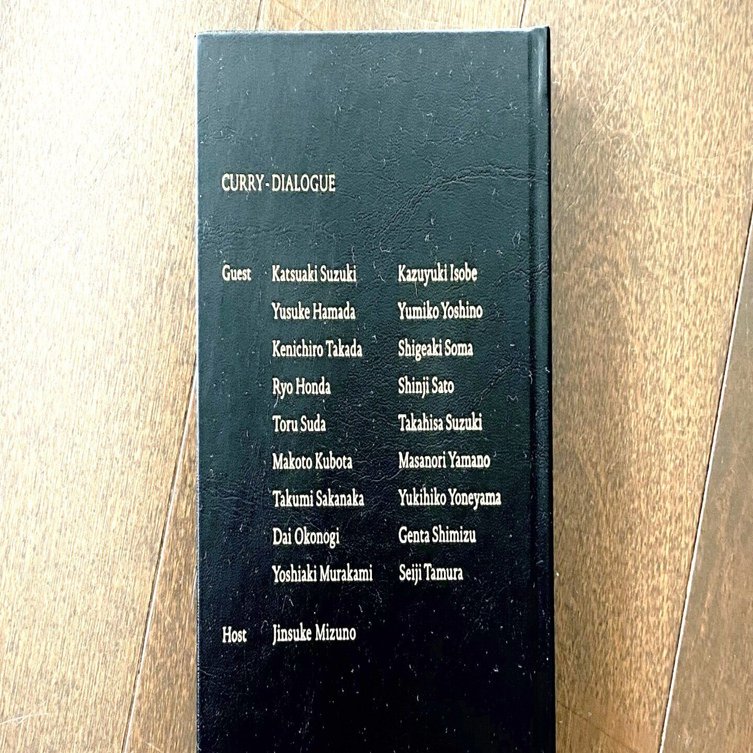 CURRY - DIALOGUE
Guest Katsuaki Suzuki Kazuyuki Isobe
Yusuke Hamada Yumiko Yoshino
Kenichiro Takada Shigeaki Soma
Ryo Honda Shinji Sato
Toru Suda Takahisa Suzuki
Makoto Kubota Masanori Yamano
Takumi Sakanaka Yukihiko Yoneyama
Dai Okonogi Genta Shimizu
Yoshiaki Murakami Seiji Tamura
Host Jinsuke Mizuno